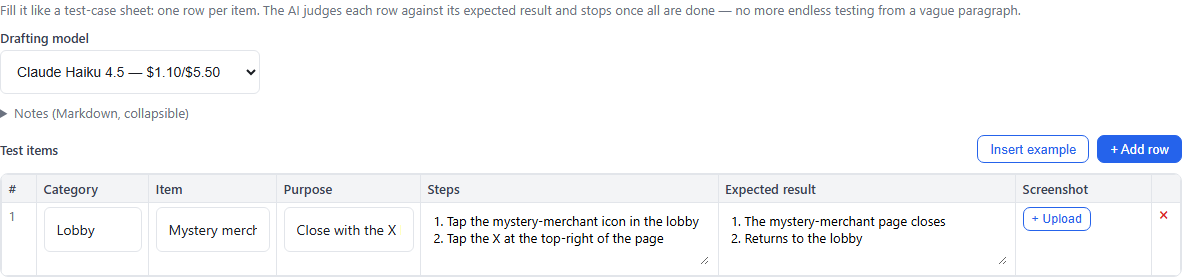 Fill it like a test-case sheet: one row per item. The AI judges each row against its expected result and stops once all are done — no more endless testing from a vague paragraph.
Drafting model
Claude Haiku 4.5 — $1.10/$5.50
Notes (Markdown, collapsible)
Test items
Insert example
+ Add row
# Category Item Purpose Steps Expected result Screenshot
1 Lobby Mystery merch Close with the X
1. Tap the mystery-merchant icon in the lobby
2. Tap the X at the top-right of the page
1. The mystery-merchant page closes
2. Returns to the lobby
+ Upload
×